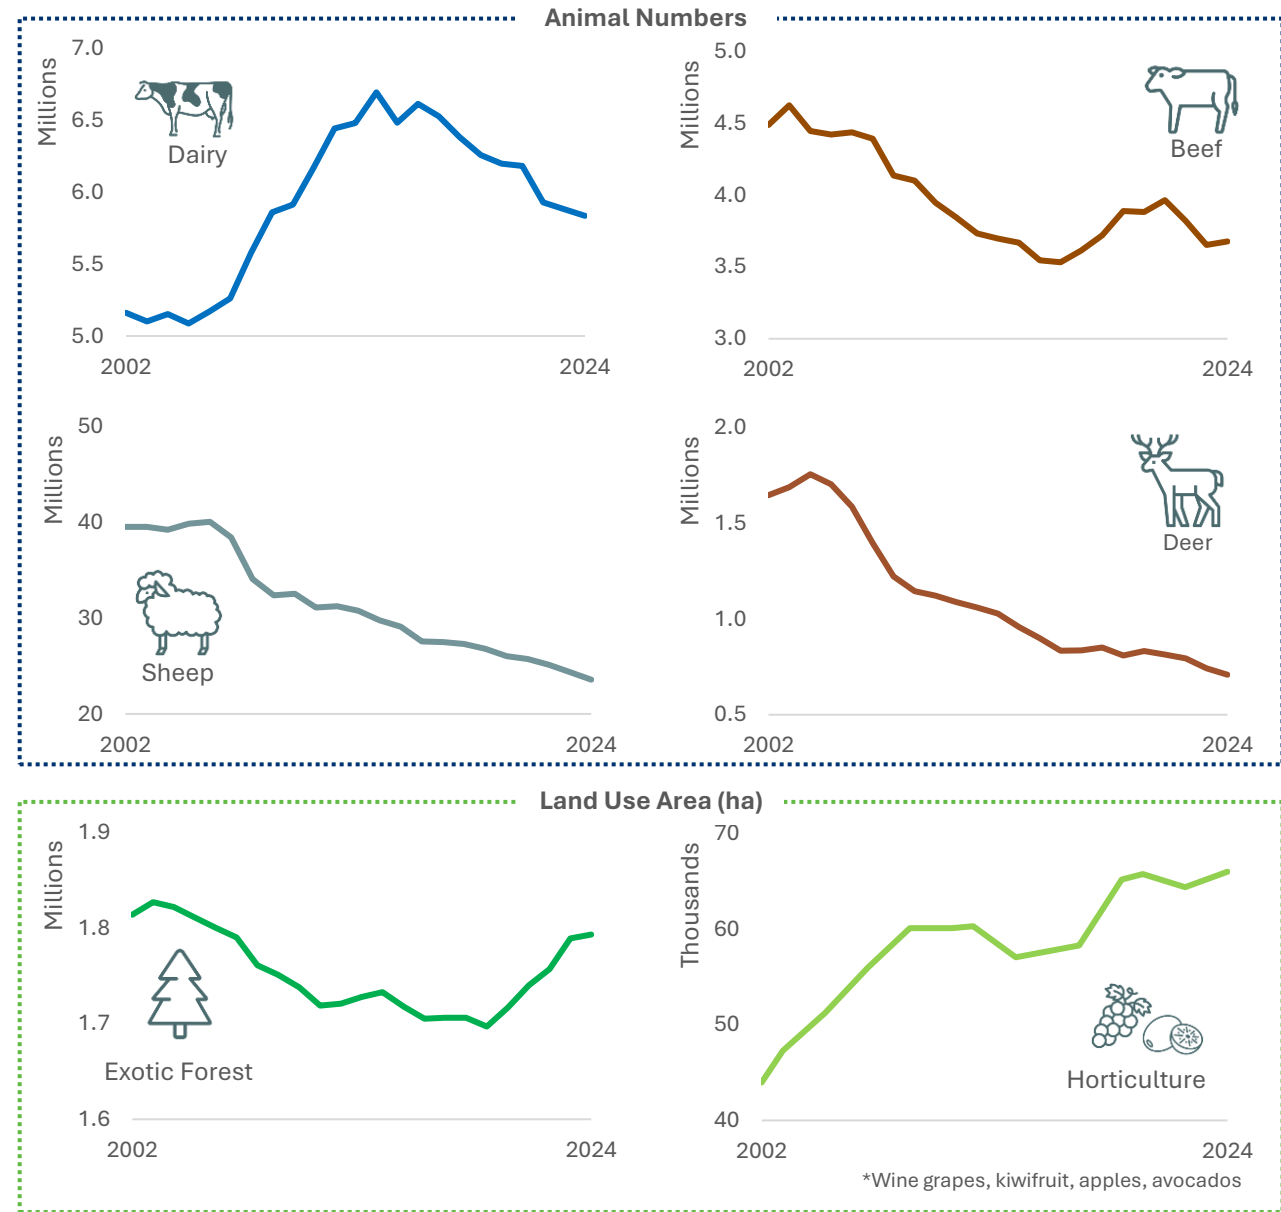 Animal Numbers
Millions
7.0
6.5
6.0
5.5
5.0
Dairy
2002
2024
Millions
5.0
4.5
4.0
3.5
3.0
Beef
2002
2024
Millions
50
40
30
20
Sheep
2002
2024
Millions
2.0
1.5
1.0
0.5
Deer
2002
2024
Land Use Area (ha)
Millions
1.9
1.8
1.7
1.6
Exotic Forest
2002
2024
Thousands
70
60
50
40
Horticulture
2002
2024
*Wine grapes, kiwifruit, apples, avocados